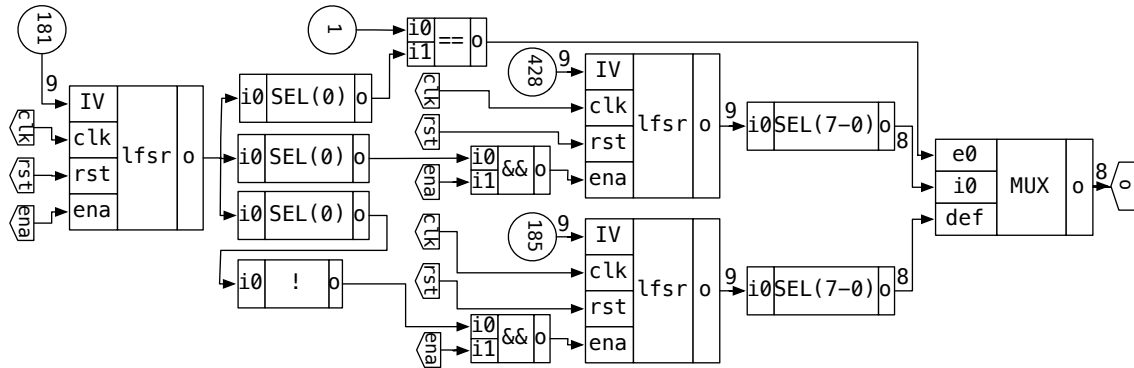 181
9
IV
clk
rst
ena
lfsr
o
clk
rst
ena
i0
SEL(0)
o
i0
SEL(0)
o
i0
SEL(0)
o
i0
!
o
1
i0
i1
==
o
428
9
IV
clk
rst
ena
lfsr
o
clk
rst
ena
i0
i1
&&
o
9
i0
SEL(7-0)
o
8
185
9
IV
clk
rst
ena
lfsr
o
clk
rst
ena
i0
i1
&&
o
9
i0
SEL(7-0)
o
8
e0
i0
def
MUX
o
8
o